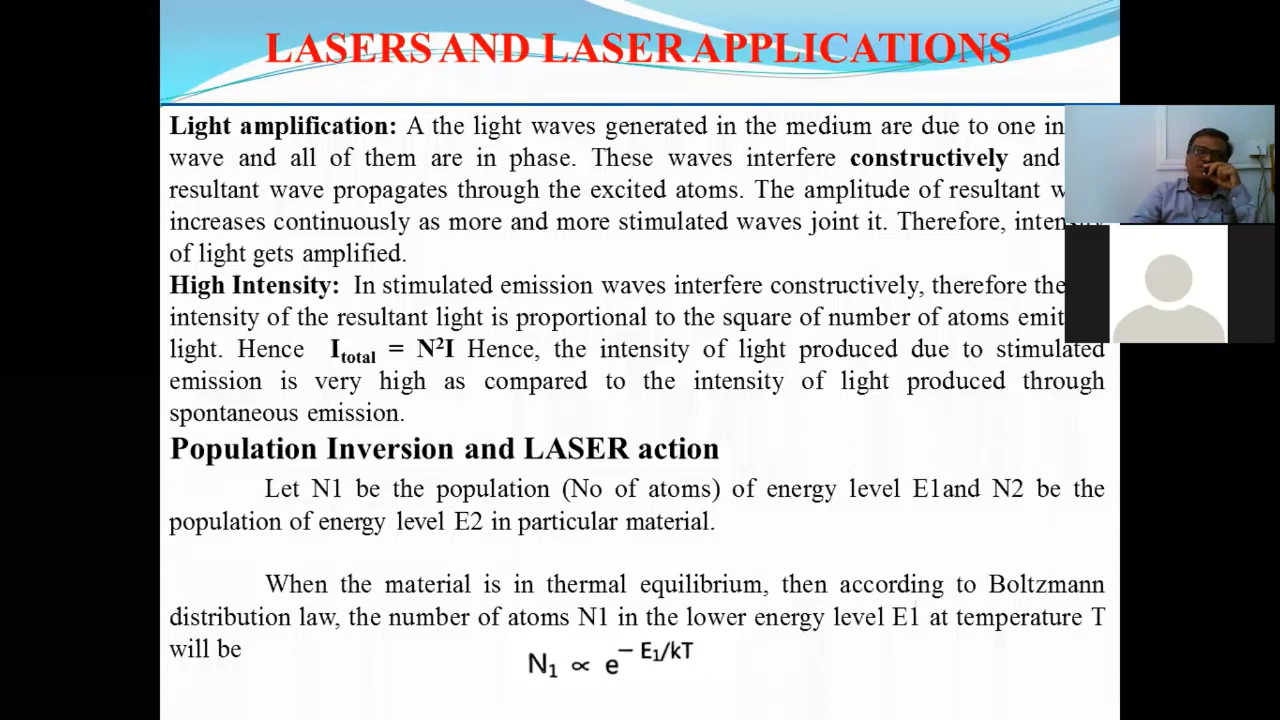 LASERS AND LASER APPLICATIONS
Light amplification: A the light waves generated in the medium are due to one in
wave and all of them are in phase. These waves interfere constructively and
resultant wave propagates through the excited atoms. The amplitude of resultant w
increases continuously as more and more stimulated waves joint it. Therefore, intensity
of light gets amplified.
High Intensity: In stimulated emission waves interfere constructively, therefore the
intensity of the resultant light is proportional to the square of number of atoms emit
light. Hence I_total = N²I Hence, the intensity of light produced due to stimulated
emission is very high as compared to the intensity of light produced through
spontaneous emission.
Population Inversion and LASER action
Let N1 be the population (No of atoms) of energy level E1and N2 be the
population of energy level E2 in particular material.
When the material is in thermal equilibrium, then according to Boltzmann
distribution law, the number of atoms N1 in the lower energy level E1 at temperature T
will be
N₁ ∝ e^(− E₁/kT)